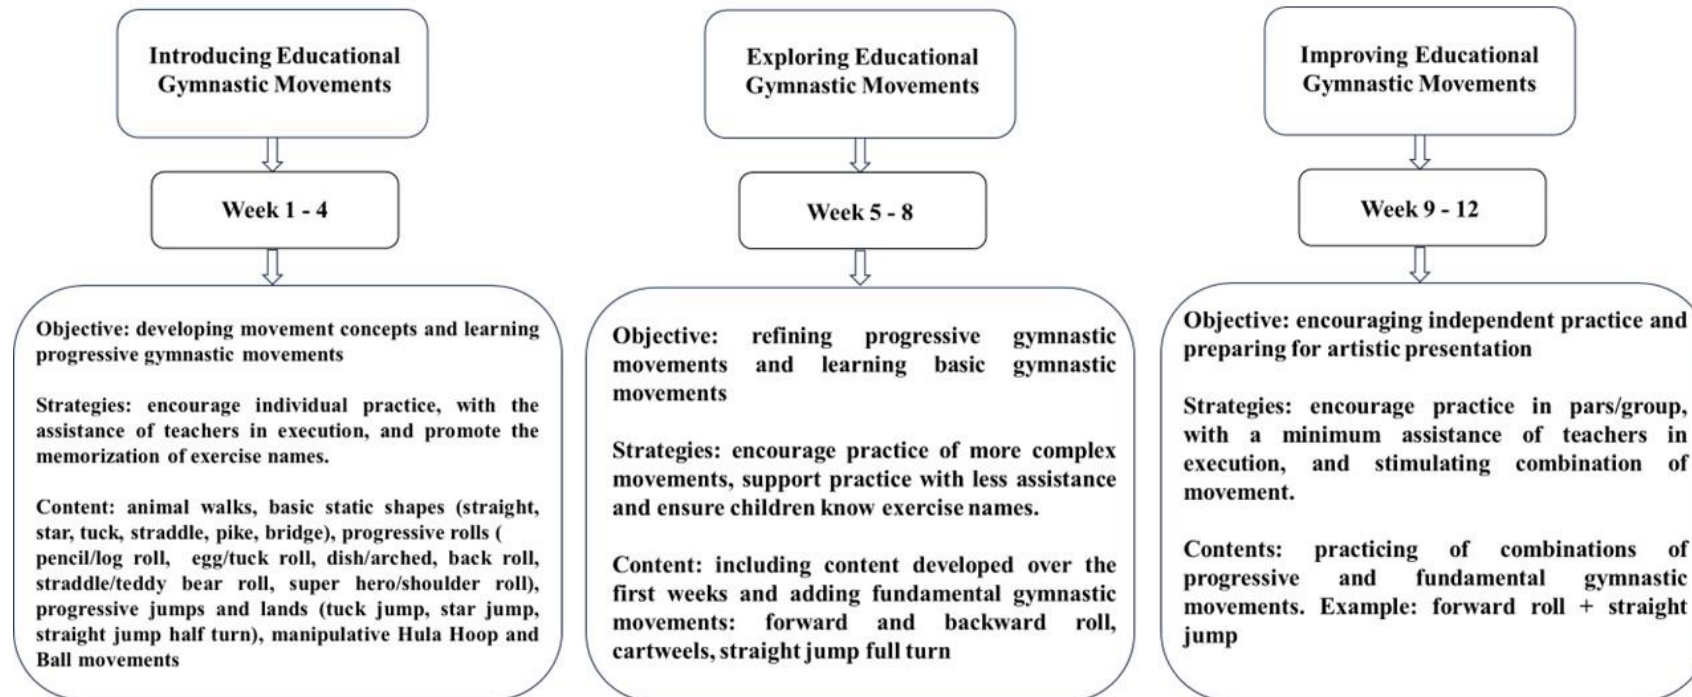 Introducing Educational
Gymnastic Movements
Week 1 - 4
Objective: developing movement concepts and learning
progressive gymnastic movements
Strategies: encourage individual practice, with the
assistance of teachers in execution, and promote the
memorization of exercise names.
Content: animal walks, basic static shapes (straight,
star, tuck, straddle, pike, bridge), progressive rolls (
pencil/log roll, egg/tuck roll, dish/arched, back roll,
straddle/teddy bear roll, super hero/shoulder roll),
progressive jumps and lands (tuck jump, star jump,
straight jump half turn), manipulative Hula Hoop and
Ball movements
Exploring Educational
Gymnastic Movements
Week 5 - 8
Objective: refining progressive gymnastic
movements and learning basic gymnastic
movements
Strategies: encourage practice of more complex
movements, support practice with less assistance
and ensure children know exercise names.
Content: including content developed over the
first weeks and adding fundamental gymnastic
movements: forward and backward roll,
cartweels, straight jump full turn
Improving Educational
Gymnastic Movements
Week 9 - 12
Objective: encouraging independent practice and
preparing for artistic presentation
Strategies: encourage practice in pars/group,
with a minimum assistance of teachers in
execution, and stimulating combination of
movement.
Contents: practicing of combinations of
progressive and fundamental gymnastic
movements. Example: forward roll + straight
jump